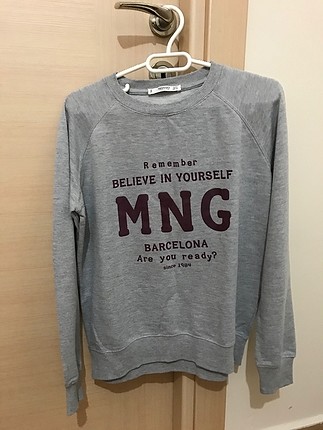 Remember
BELIEVE IN YOURSELF
MNG
BARCELONA
Are you ready?
since 1984